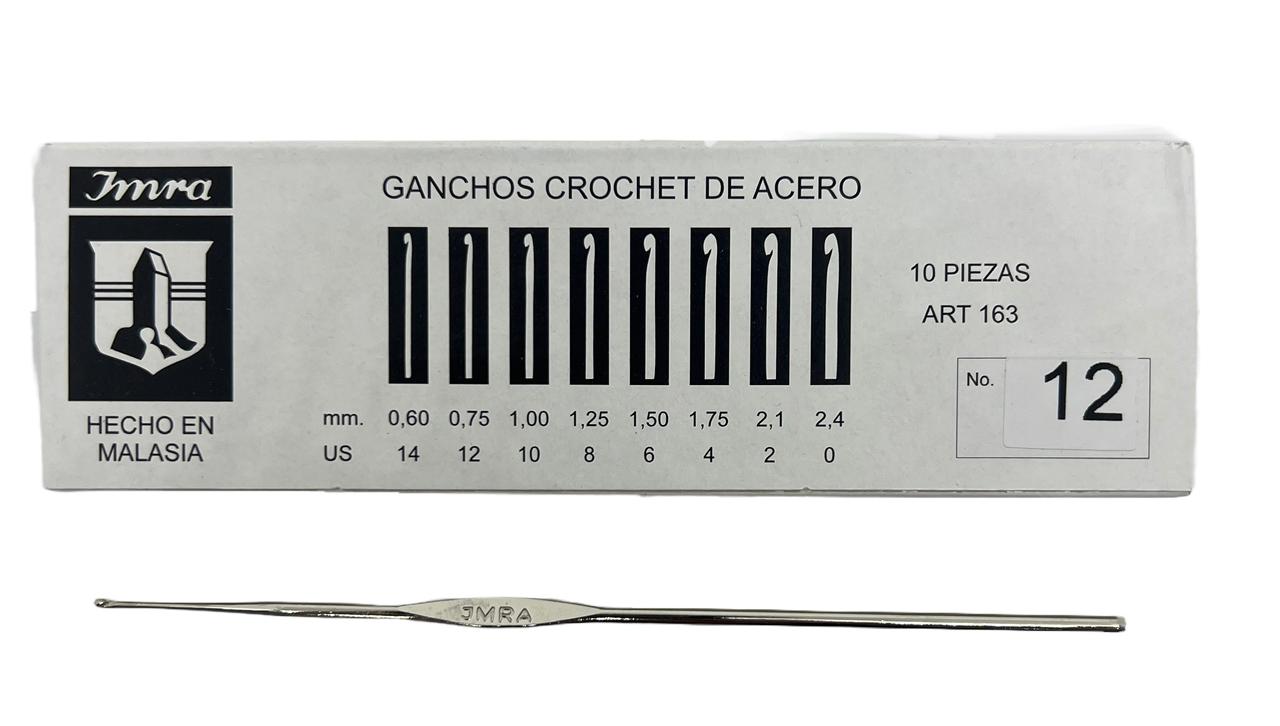 Imra
GANCHOS CROCHET DE ACERO
10 PIEZAS
ART 163
No. 12
HECHO EN
MALASIA
mm. 0,60 0,75 1,00 1,25 1,50 1,75 2,1 2,4
US 14 12 10 8 6 4 2 0
IMRA